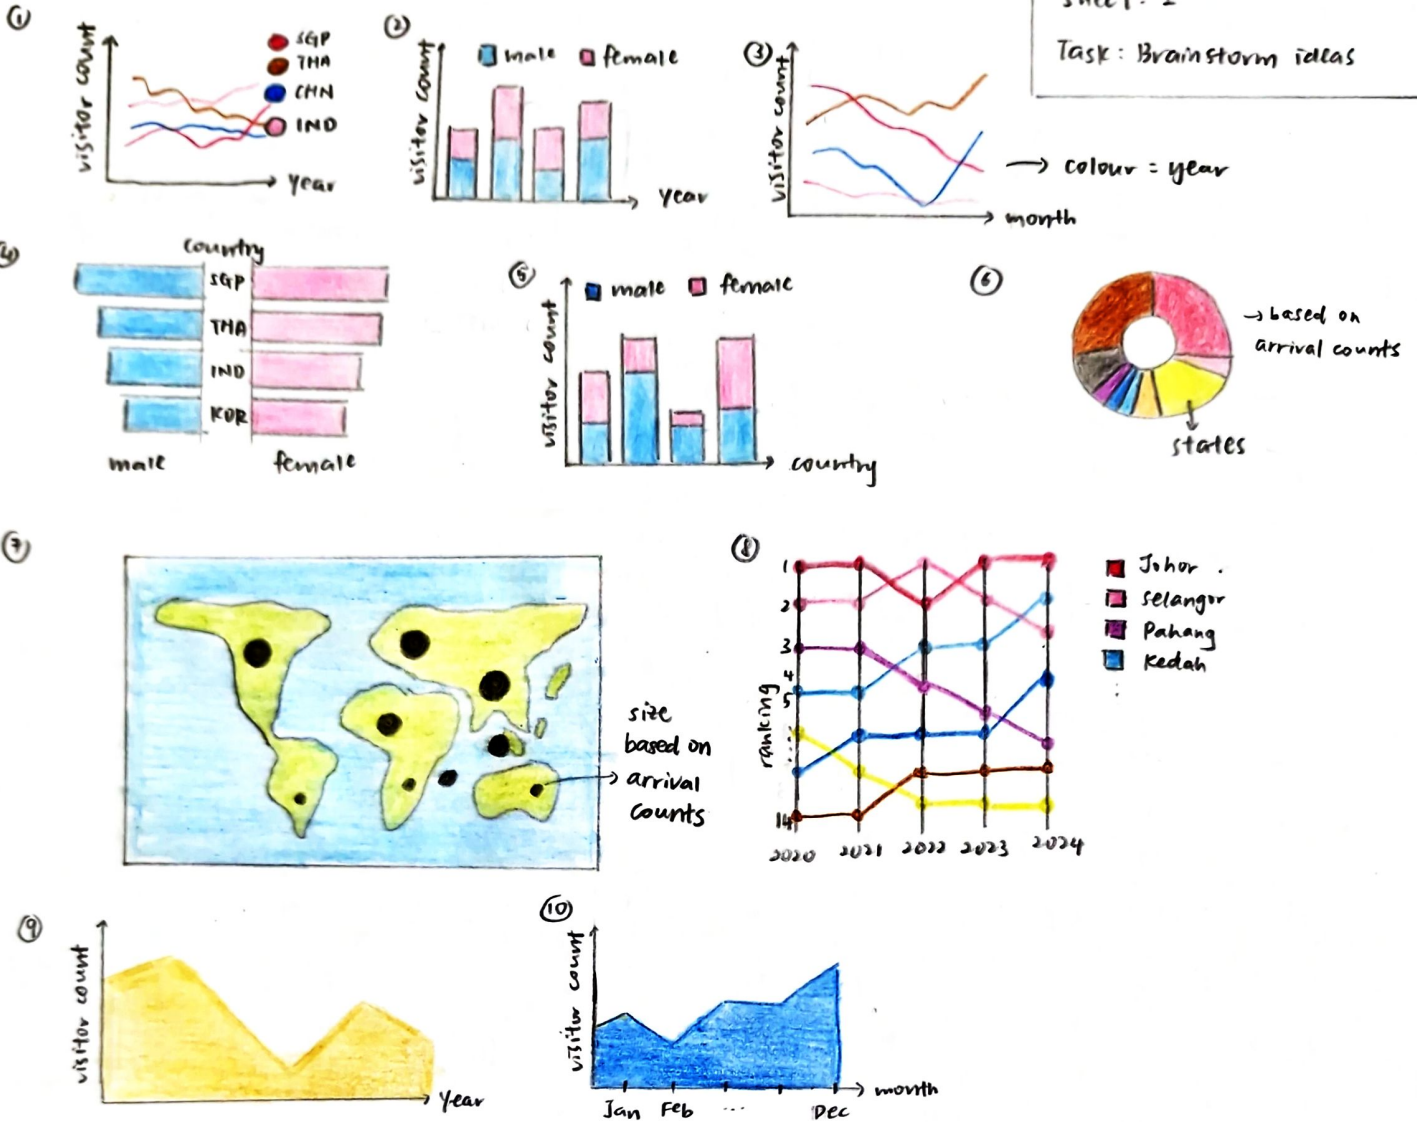 Sheet : 1
Task : Brainstorm ideas
①
visitor count
SGP
THA
CHN
IND
year
②
visitor count
male
female
year
③
visitor count
→ colour = year
month
④
country
SGP
THA
IND
KOR
male
female
⑤
visitor count
male
female
country
⑥
→ based on
arrival counts
states
⑦
size
based on
arrival
counts
⑧
ranking
1
2
3
4
5
14
2020 2021 2022 2023 2024
Johor
Selangor
Pahang
Kedah
⑨
visitor count
Year
⑩
visitor count
month
Jan Feb ... Dec